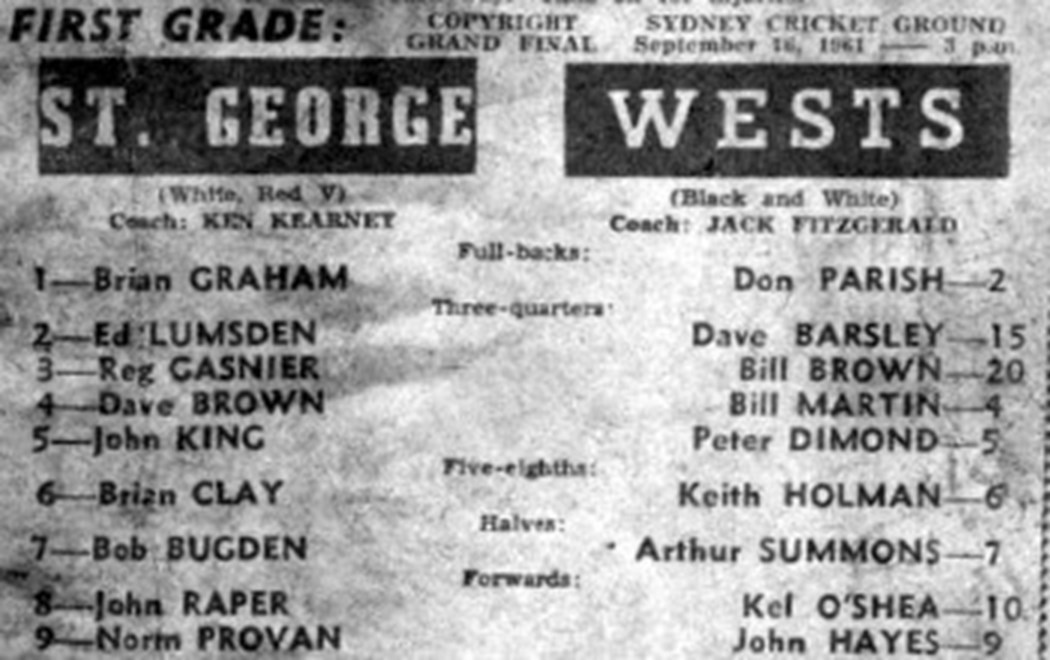 FIRST GRADE:
COPYRIGHT SYDNEY CRICKET GROUND
GRAND FINAL September 16, 1961 — 3 p.m.
ST. GEORGE WESTS
(White, Red V) (Black and White)
Coach: KEN KEARNEY Coach: JACK FITZGERALD
Full-backs:
1—Brian GRAHAM Don PARISH—2
Three-quarters:
2—Ed LUMSDEN Dave BARSLEY—15
3—Reg GASNIER Bill BROWN—20
4—Dave BROWN Bill MARTIN—4
5—John KING Peter DIMOND—5
Five-eighths:
6—Brian CLAY Keith HOLMAN—6
Halves:
7—Bob BUGDEN Arthur SUMMONS—7
Forwards:
8—John RAPER Kel O'SHEA—10
9—Norm PROVAN John HAYES—9